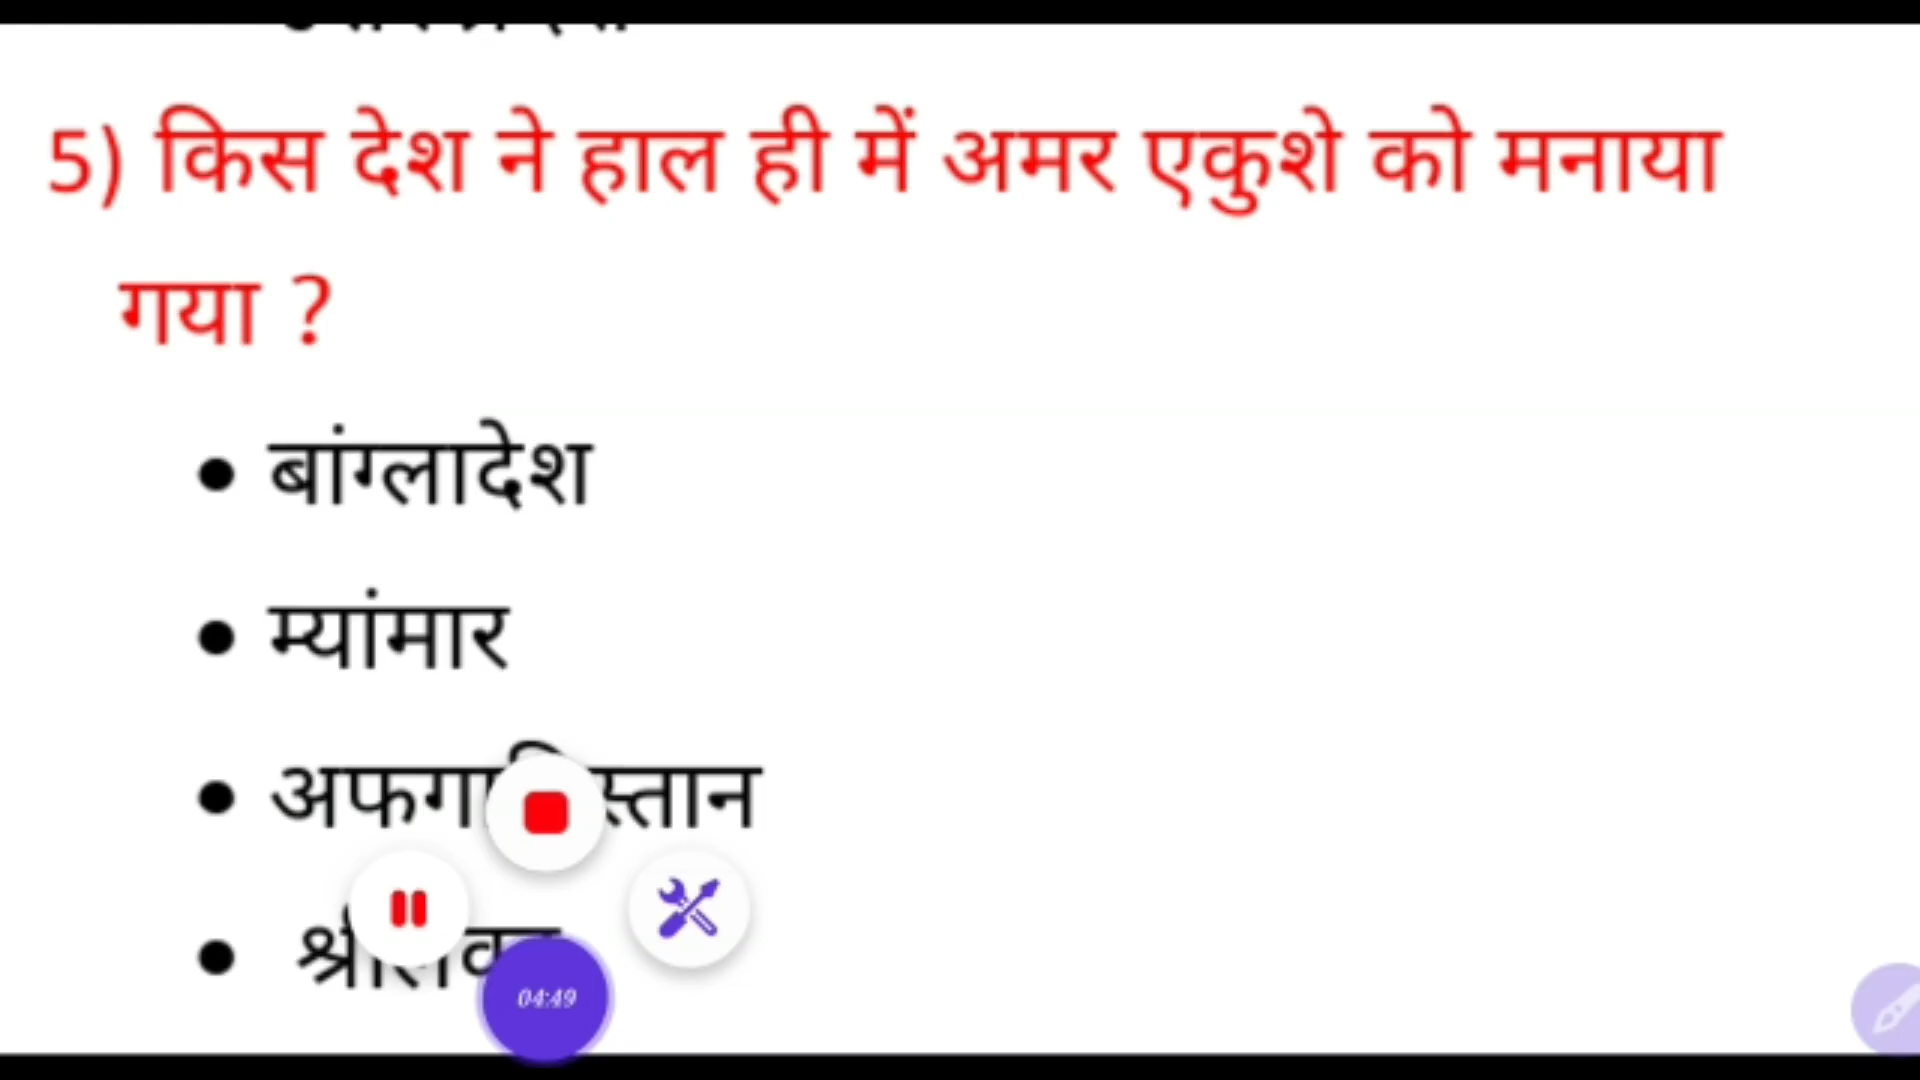 5) किस देश ने हाल ही में अमर एकुशे को मनाया
गया ?
• बांग्लादेश
• म्यांमार
•
•
04:49